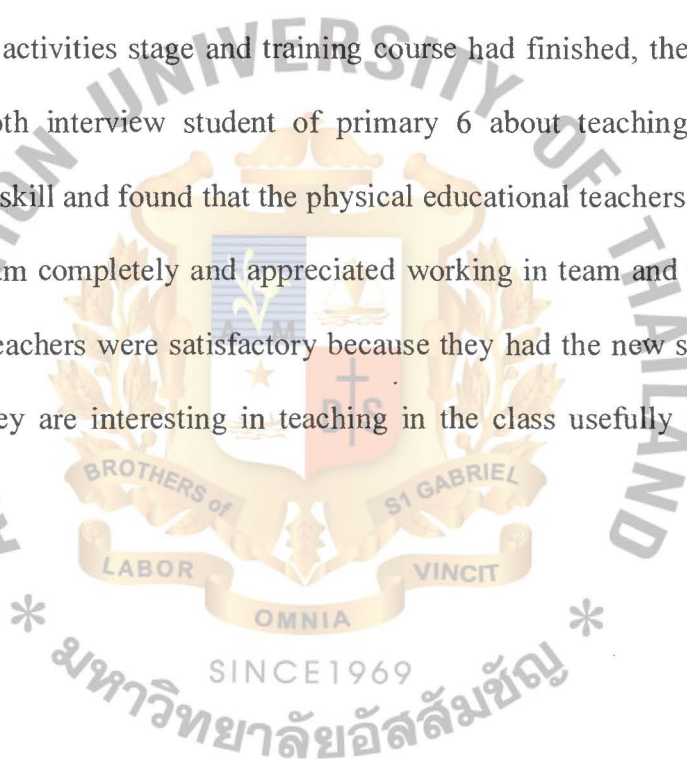 activities stage and training course had finished, the
oth interview student of primary 6 about teaching
skill and found that the physical educational teachers
am completely and appreciated working in team and
eachers were satisfactory because they had the new s
ey are interesting in teaching in the class usefully
UNIVERSITY OF THAILAND
A M
D S
BROTHERS of S1 GABRIEL
LABOR VINCIT
OMNIA
* SINCE1969 *
มหาวิทยาลัยอัสสัมชัญ